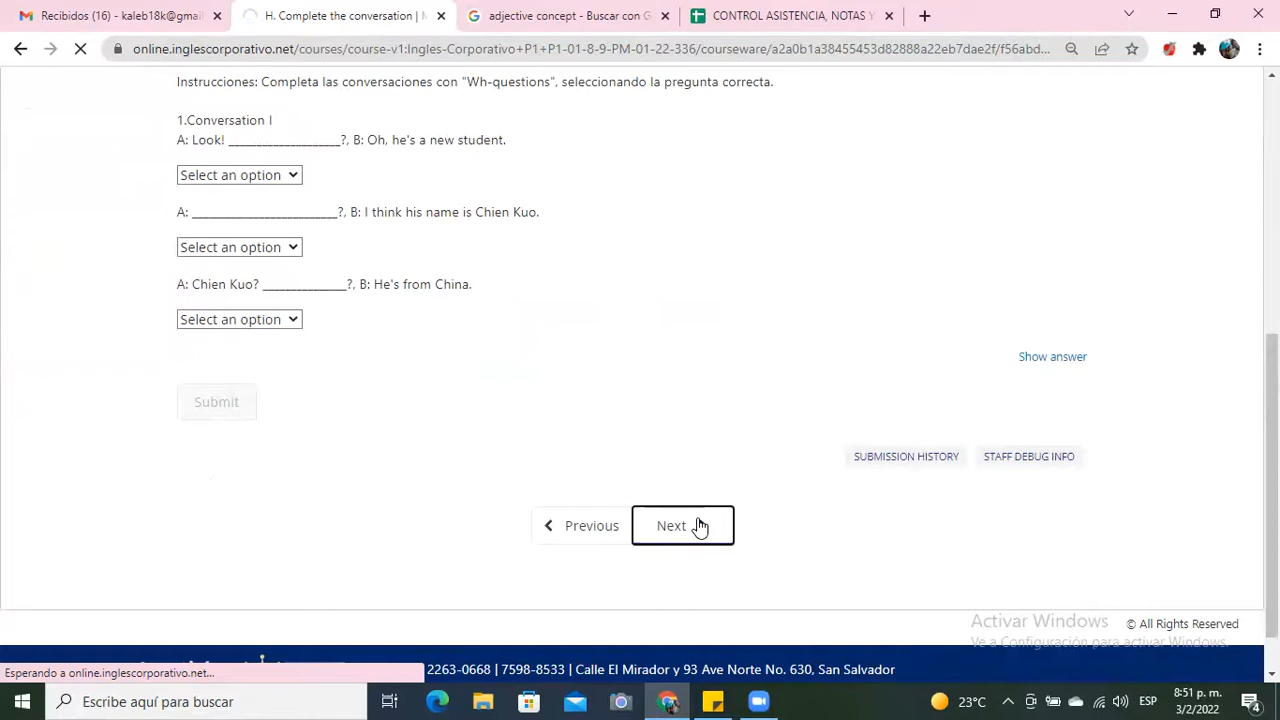 Recibidos (16) - kaleb18k@gmail
H. Complete the conversation |
adjective concept - Buscar con G
CONTROL ASISTENCIA, NOTAS Y
online.inglescorporativo.net/courses/course-v1:Ingles-Corporativo+P1+P1-01-8-9-PM-01-22-336/courseware/a2a0b1a38455453d82888a22eb7dae2f/f56abd...
Instrucciones: Completa las conversaciones con "Wh-questions", seleccionando la pregunta correcta.
1.Conversation I
A: Look! ____________________?, B: Oh, he's a new student.
Select an option
A: __________________________?, B: I think his name is Chien Kuo.
Select an option
A: Chien Kuo? _______________?, B: He's from China.
Select an option
Show answer
Submit
SUBMISSION HISTORY
STAFF DEBUG INFO
Previous
Next
Activar Windows
© All Rights Reserved
Ve a Configuración para activar Windows.
Esperando a online.inglescorporativo.net...
2263-0668 | 7598-8533 | Calle El Mirador y 93 Ave Norte No. 630, San Salvador
Escribe aquí para buscar
23°C
ESP
8:51 p. m.
3/2/2022
4